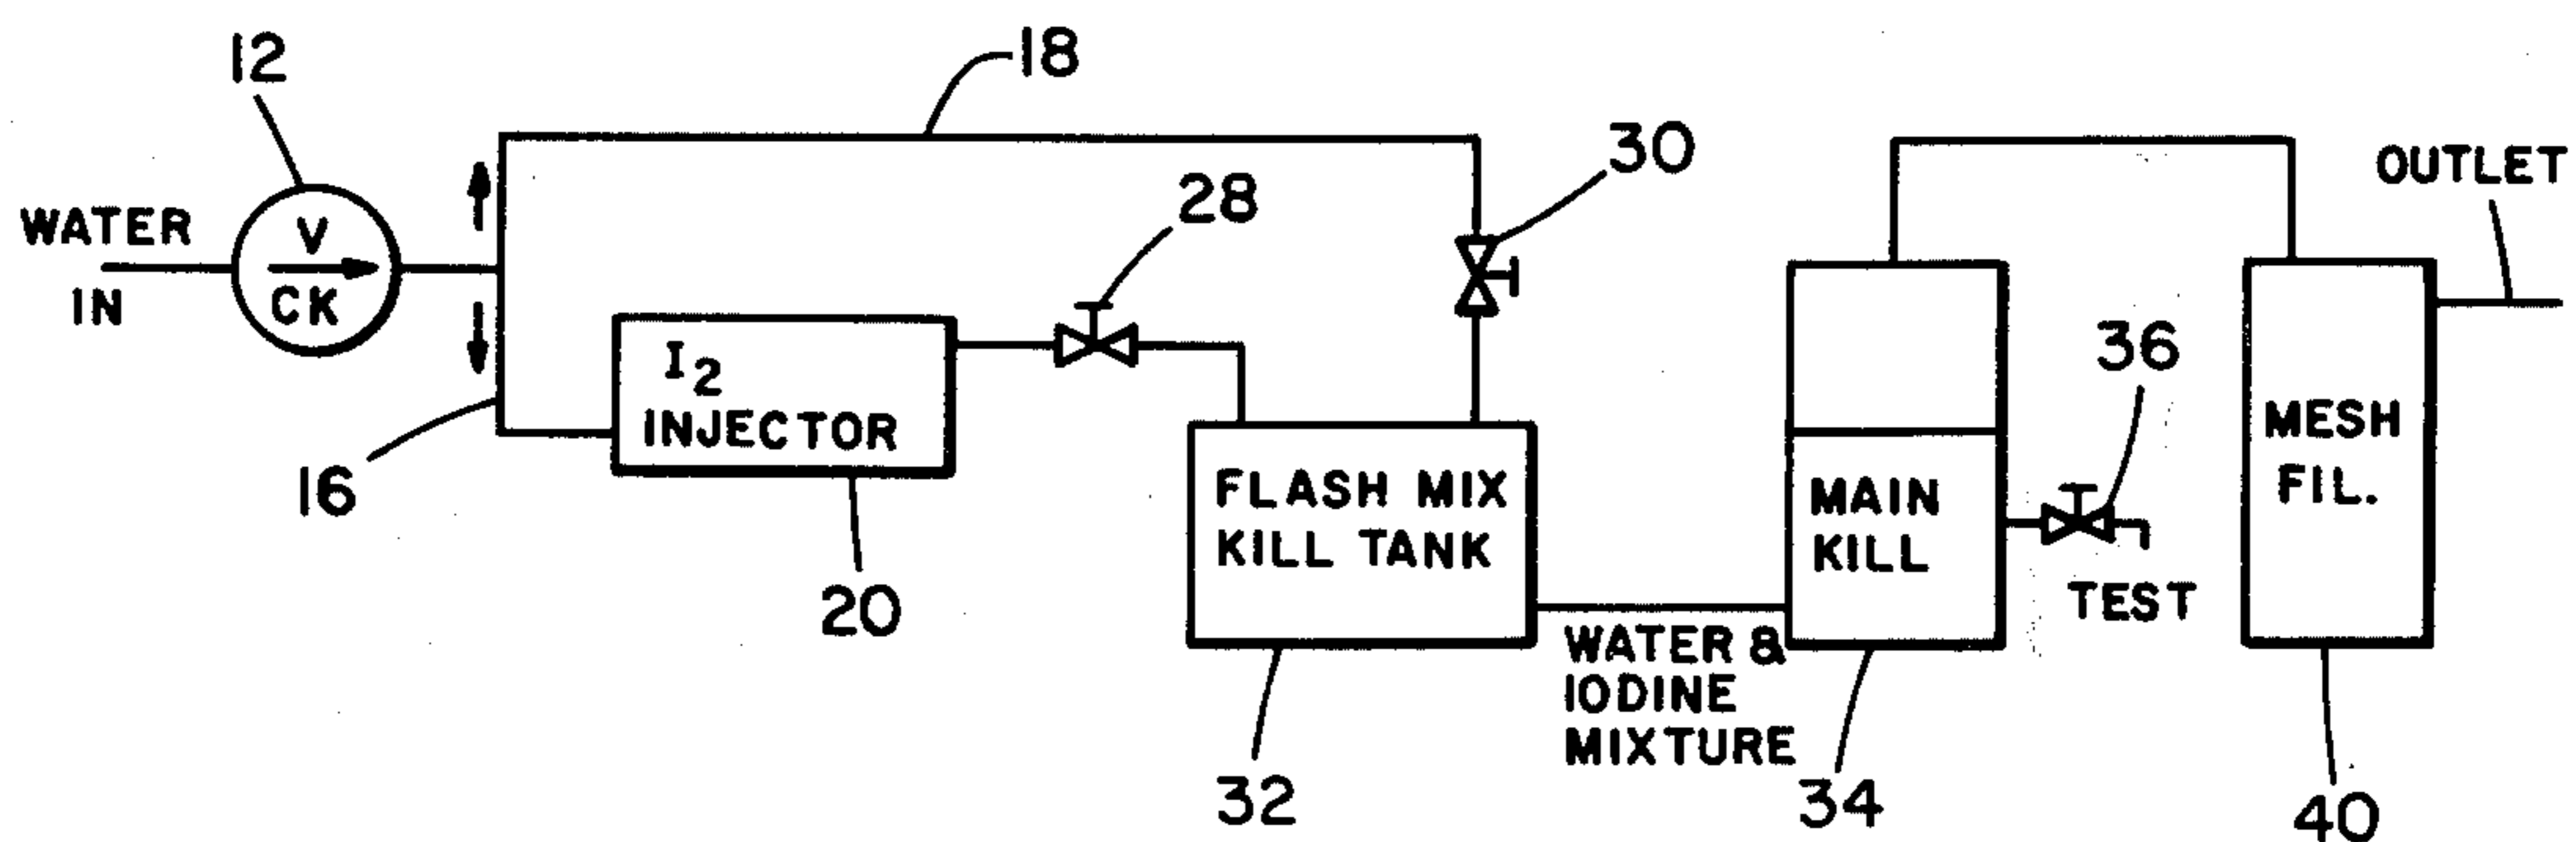 12
18
30
28
WATER
IN
V
CK
OUTLET
36
I2
INJECTOR
16
20
FLASH MIX
KILL TANK
MAIN
KILL
MESH
FIL.
TEST
WATER &
IODINE
MIXTURE
32
34
40